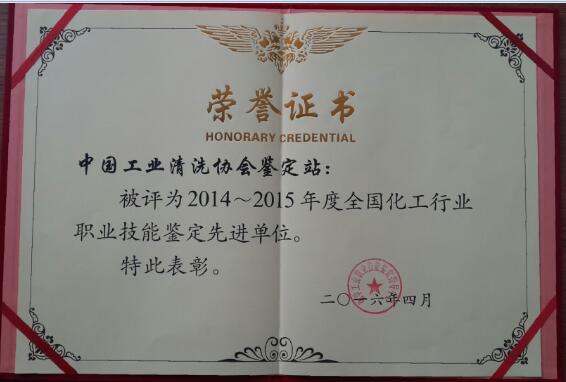 荣誉证书
HONORARY CREDENTIAL
中国工业清洗协会鉴定站：
被评为2014～2015年度全国化工行业
职业技能鉴定先进单位。
特此表彰。
二〇一六年四月